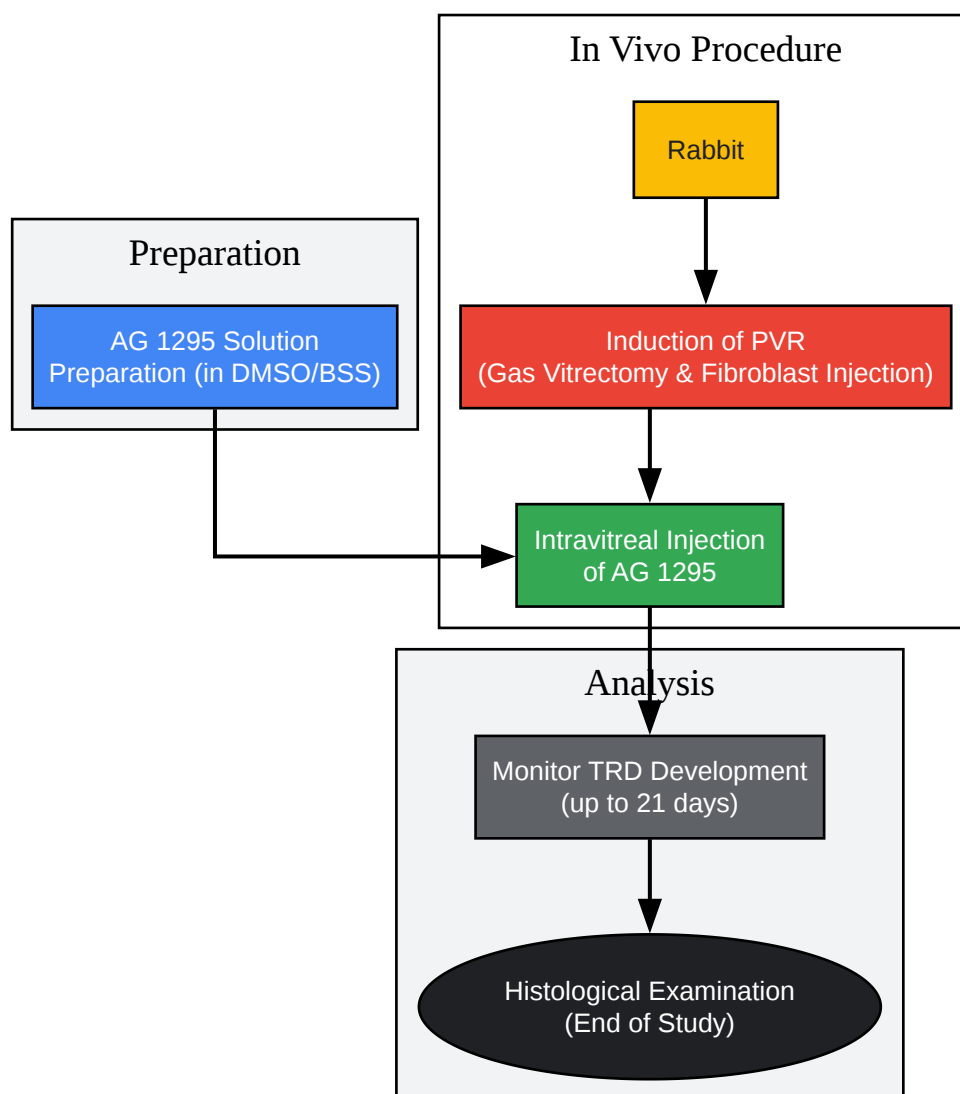 In Vivo Procedure
Rabbit
Preparation
AG 1295 Solution
Preparation (in DMSO/BSS)
Induction of PVR
(Gas Vitrectomy & Fibroblast Injection)
Intravitreal Injection
of AG 1295
Analysis
Monitor TRD Development
(up to 21 days)
Histological Examination
(End of Study)